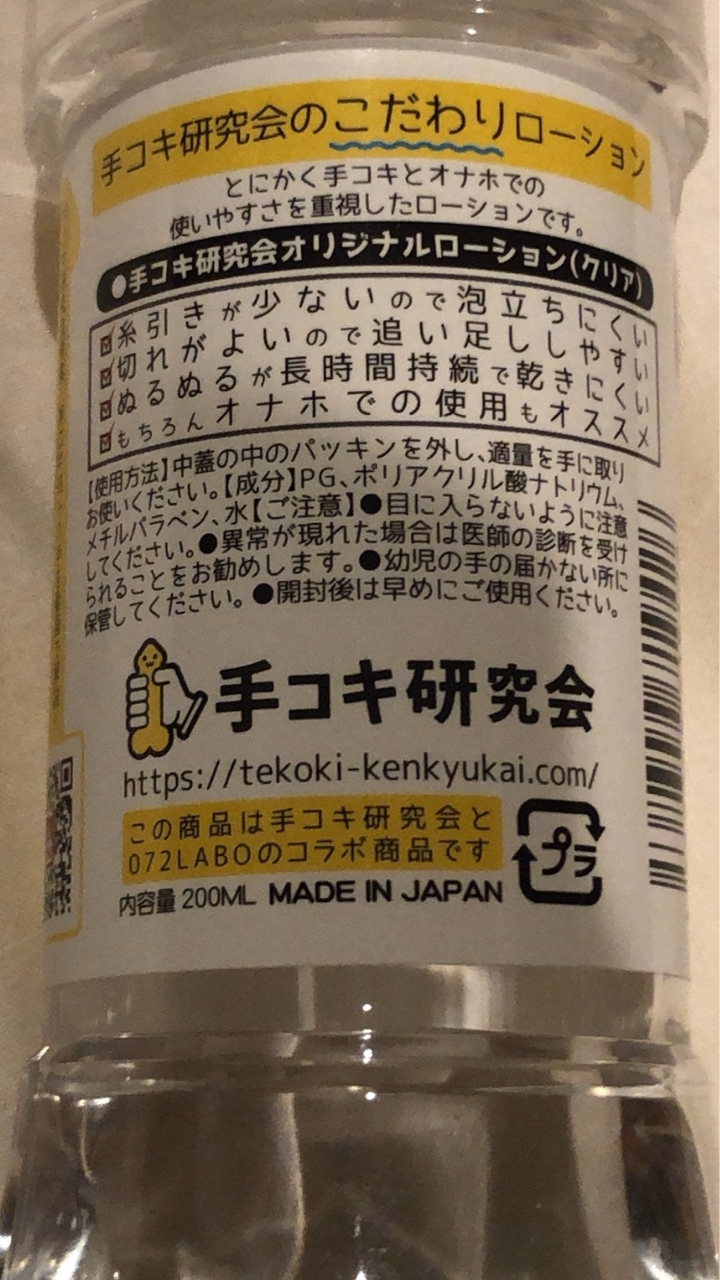 手コキ研究会のこだわりローション
とにかく手コキとオナホでの
使いやすさを重視したローションです。
●手コキ研究会オリジナルローション(クリア)
糸引きが少ないので泡立ちにくい
切れがよいので追い足ししやすい
ぬるぬるが長時間持続で乾きにくい
もちろんオナホでの使用もオススメ
【使用方法】中蓋の中のパッキンを外し、適量を手に取り
お使いください。【成分】PG、ポリアクリル酸ナトリウム、
メチルパラベン、水【ご注意】●目に入らないように注意
してください。●異常が現れた場合は医師の診断を受け
られることをお勧めします。●幼児の手の届かない所に
保管してください。●開封後は早めにご使用ください。
手コキ研究会
https://tekoki-kenkyukai.com/
この商品は手コキ研究会と
072LABOのコラボ商品です
プラ
内容量 200ML MADE IN JAPAN